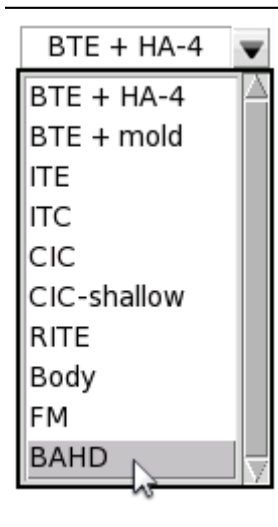 BTE + HA-4
BTE + HA-4
BTE + mold
ITE
ITC
CIC
CIC-shallow
RITE
Body
FM
BAHD